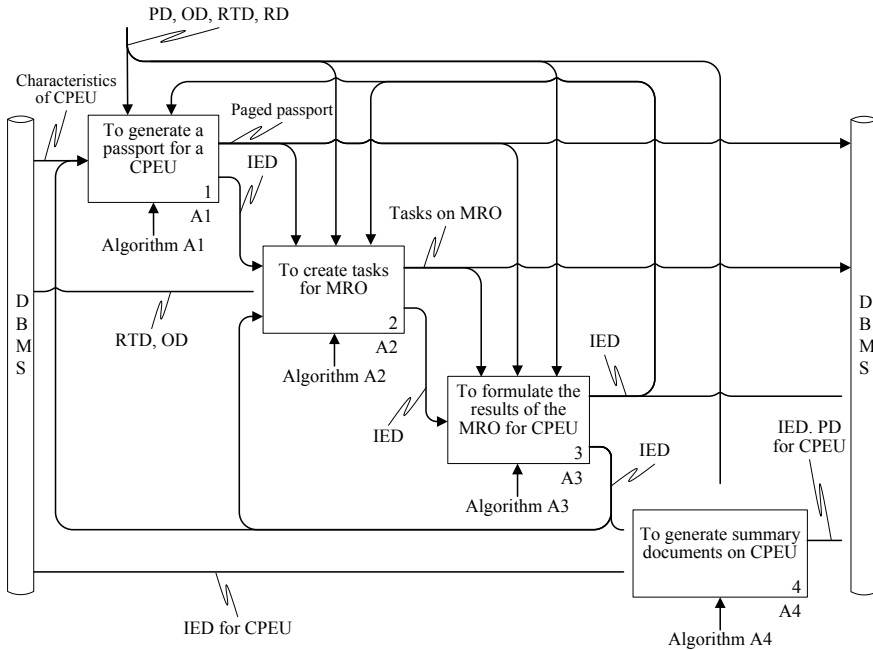 PD, OD, RTD, RD
Characteristics
of CPEU
Paged passport
To generate a
passport for a
CPEU
1
A1
IED
Algorithm A1
Tasks on MRO
To create tasks
for MRO
2
A2
RTD, OD
Algorithm A2
D
B
M
S
D
B
M
S
IED
IED
To formulate the
results of the
MRO for CPEU
3
A3
IED
IED. PD
for CPEU
Algorithm A3
To generate summary
documents on CPEU
4
A4
IED for CPEU
Algorithm A4